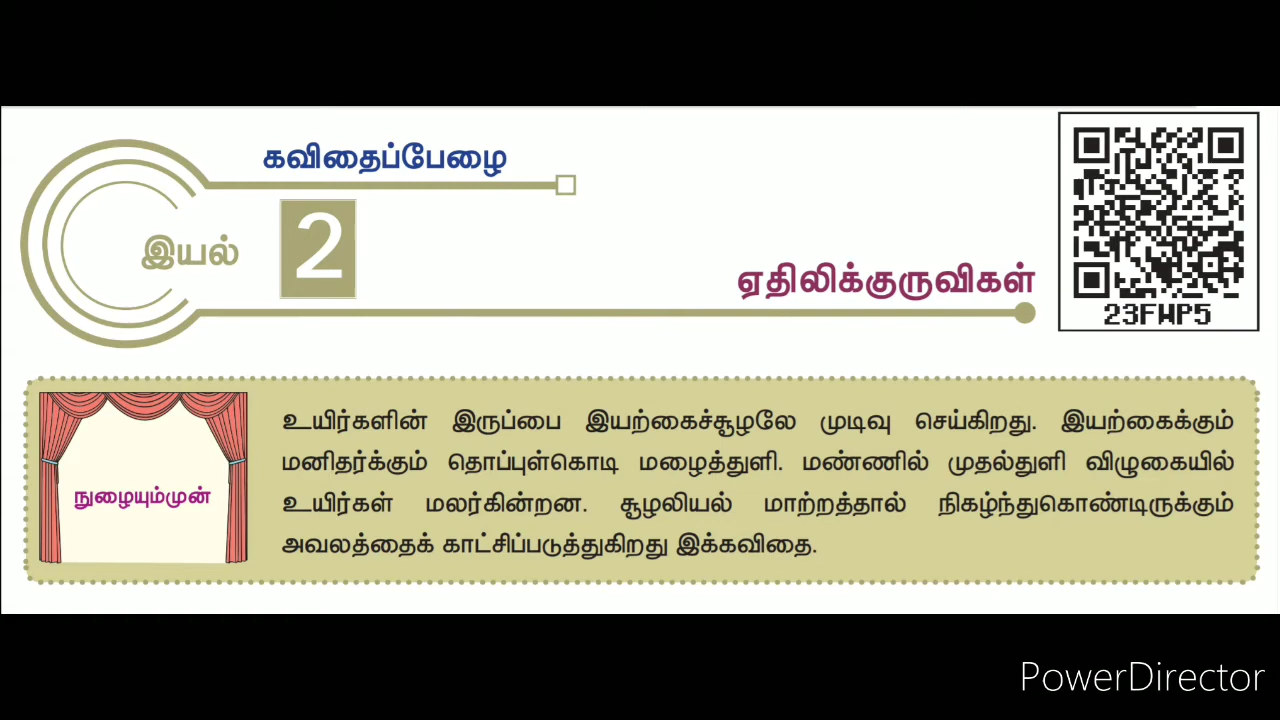 கவிதைப்பேழை
இயல் 2
ஏதிலிக்குருவிகள்
23FWP5
நுழையும்முன்
உயிர்களின் இருப்பை இயற்கைச்சூழலே முடிவு செய்கிறது. இயற்கைக்கும்
மனிதர்க்கும் தொப்புள்கொடி மழைத்துளி. மண்ணில் முதல்துளி விழுகையில்
உயிர்கள் மலர்கின்றன. சூழலியல் மாற்றத்தால் நிகழ்ந்துகொண்டிருக்கும்
அவலத்தைக் காட்சிப்படுத்துகிறது இக்கவிதை.
PowerDirector